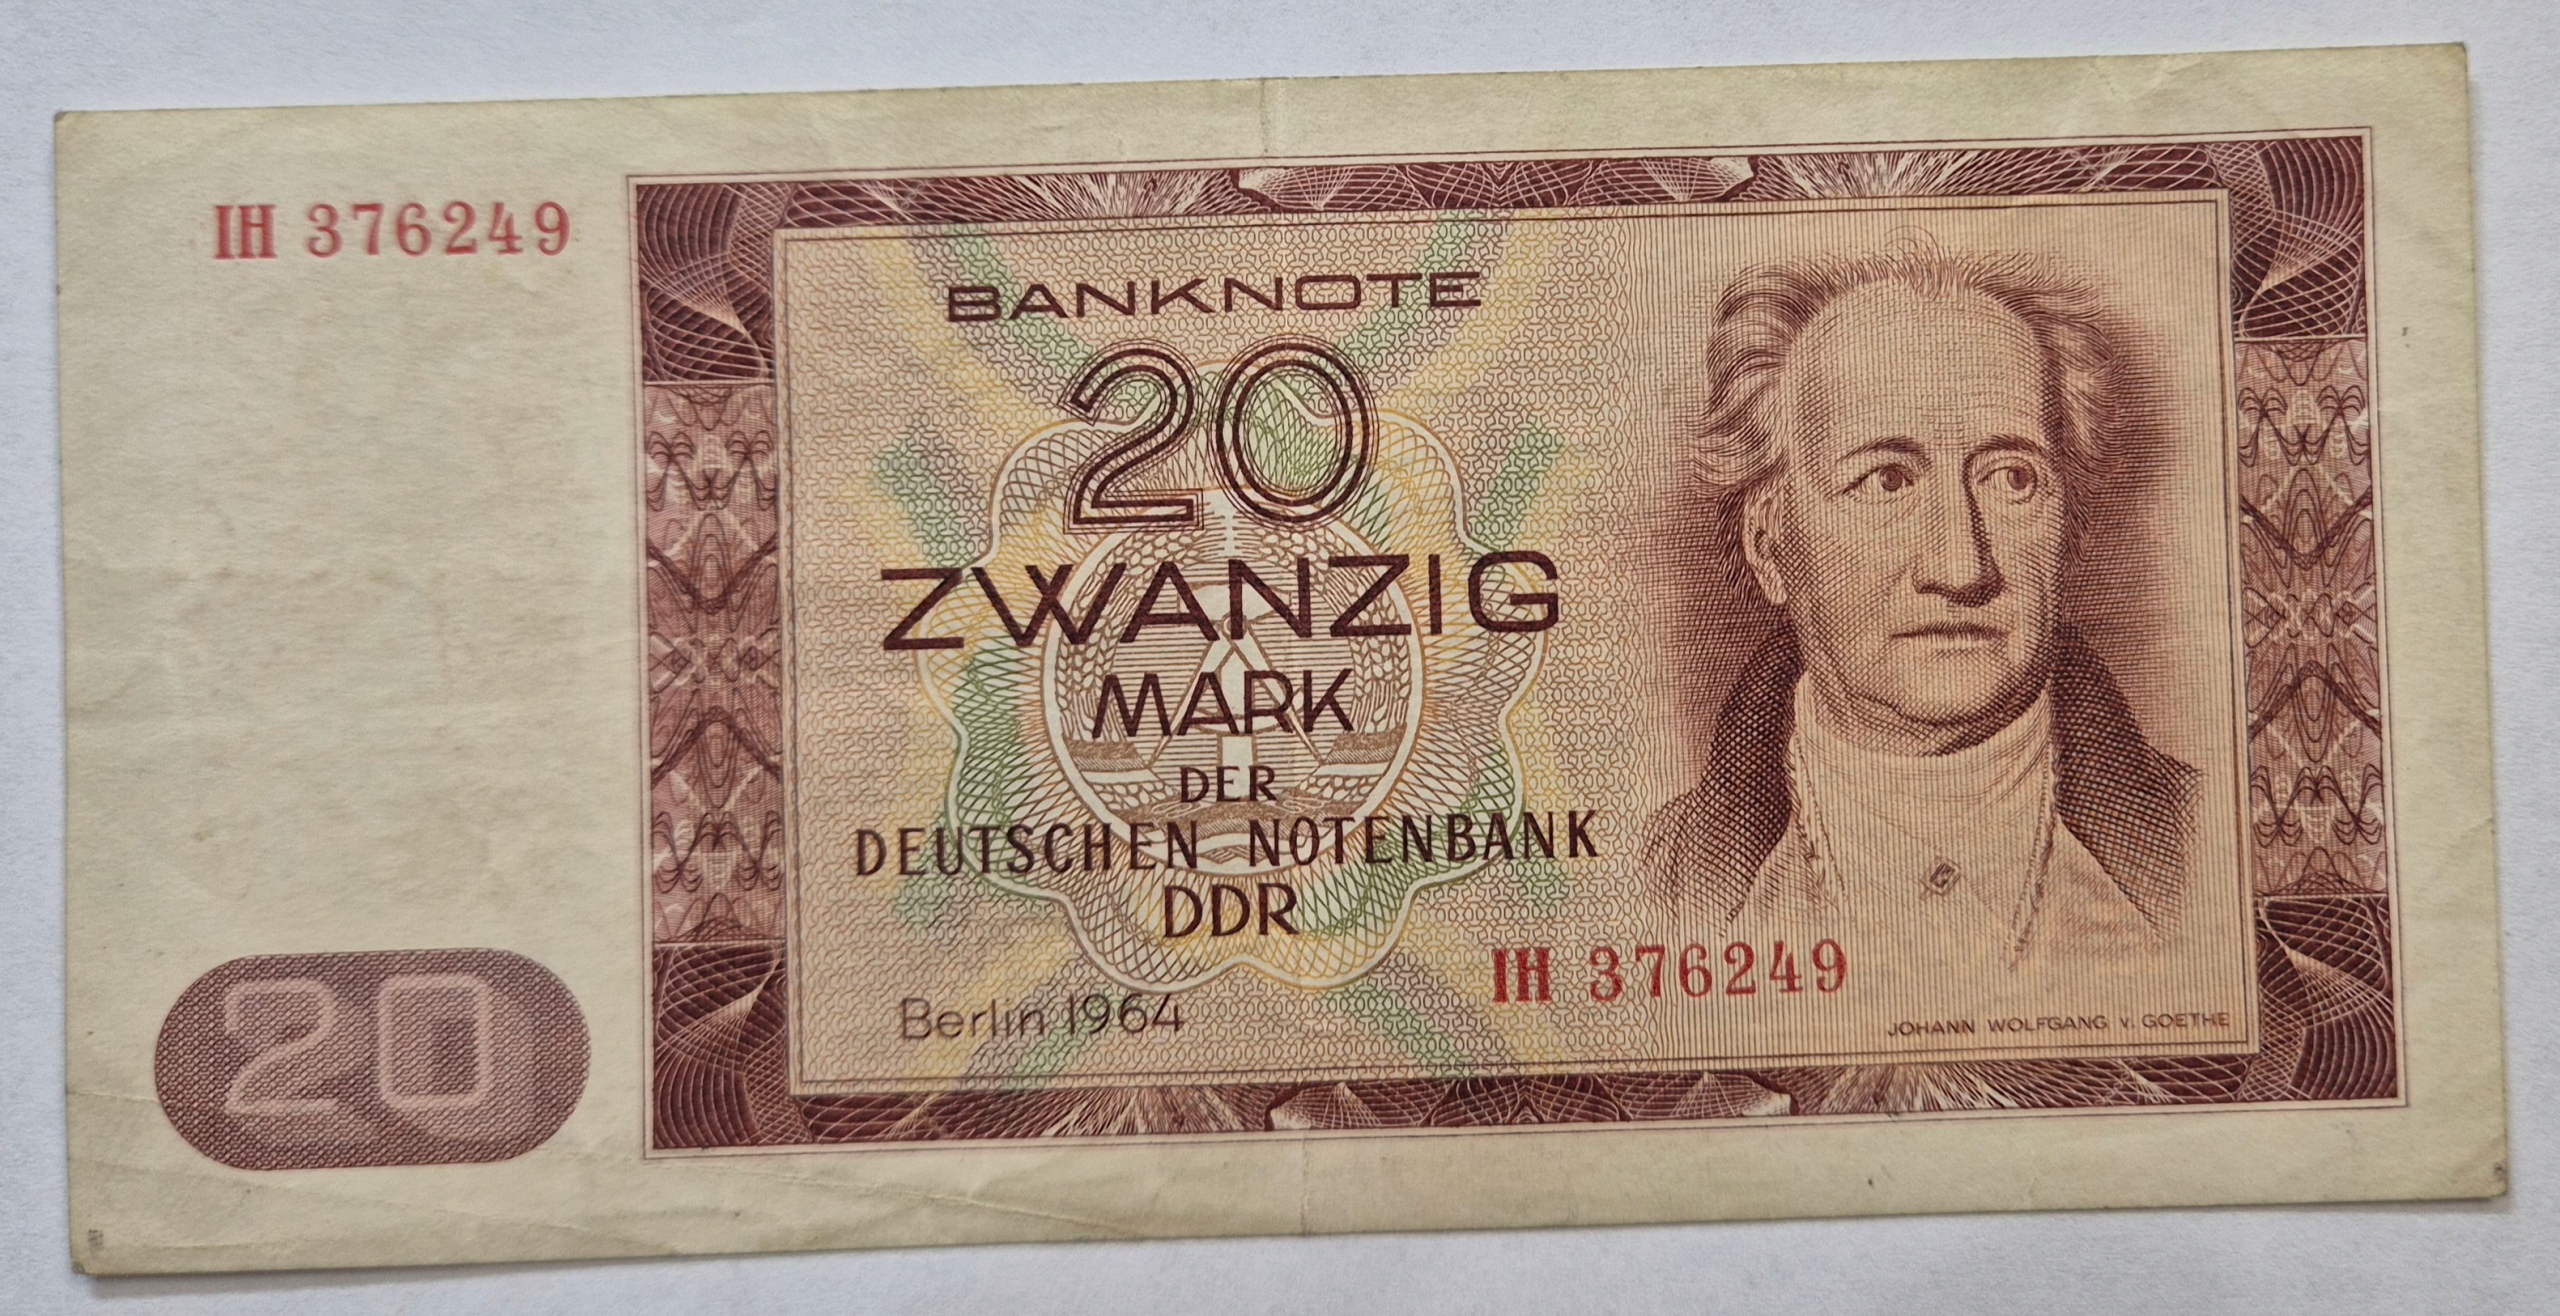 IH 376249
BANKNOTE
20
ZWANZIG
MARK
DER
DEUTSCHEN NOTENBANK
DDR
IH 376249
Berlin 1964
JOHANN WOLFGANG V. GOETHE
20